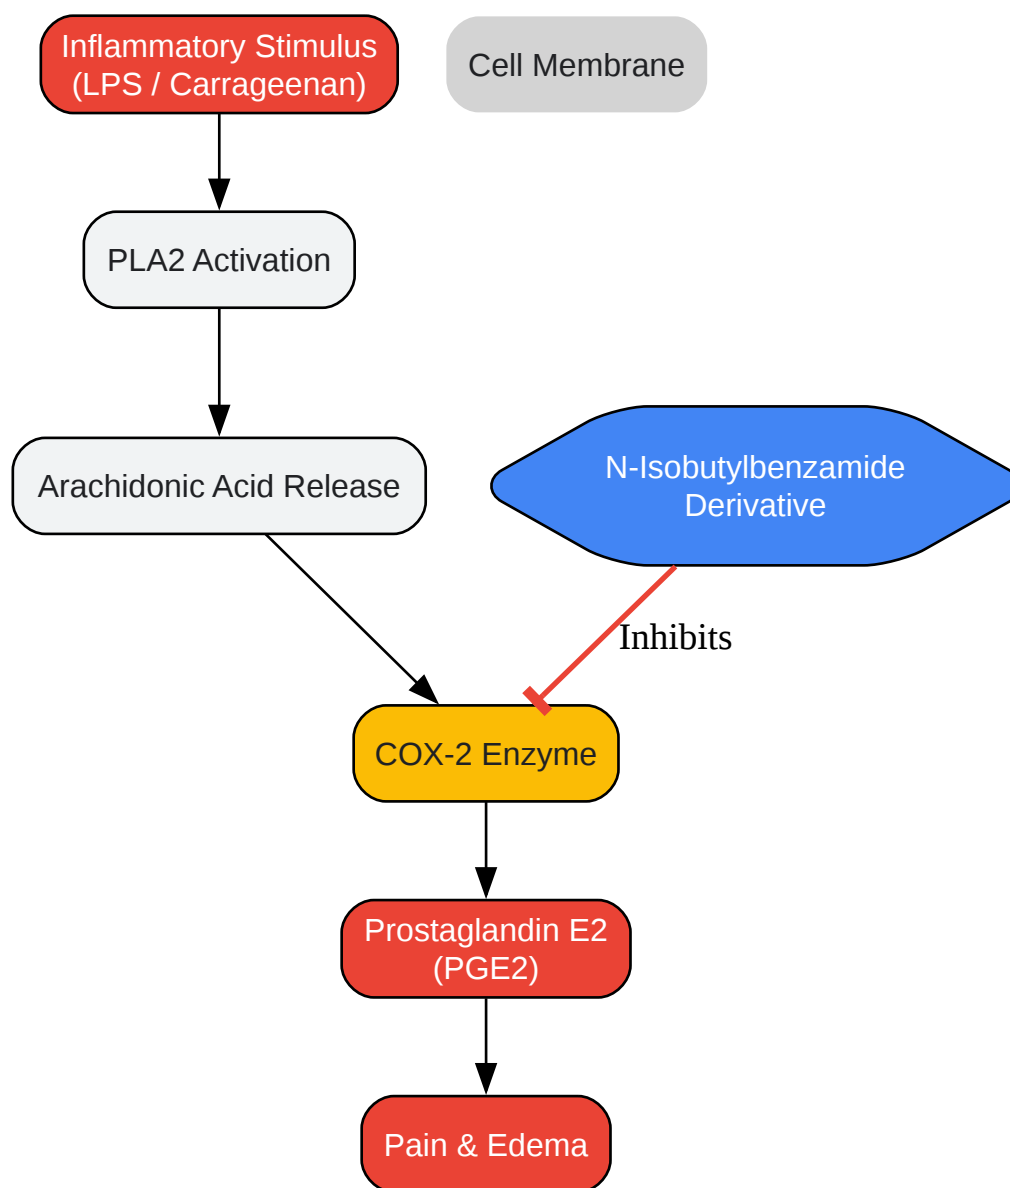 Inflammatory Stimulus
(LPS / Carrageenan)
Cell Membrane
PLA2 Activation
Arachidonic Acid Release
N-Isobutylbenzamide
Derivative
Inhibits
COX-2 Enzyme
Prostaglandin E2
(PGE2)
Pain & Edema